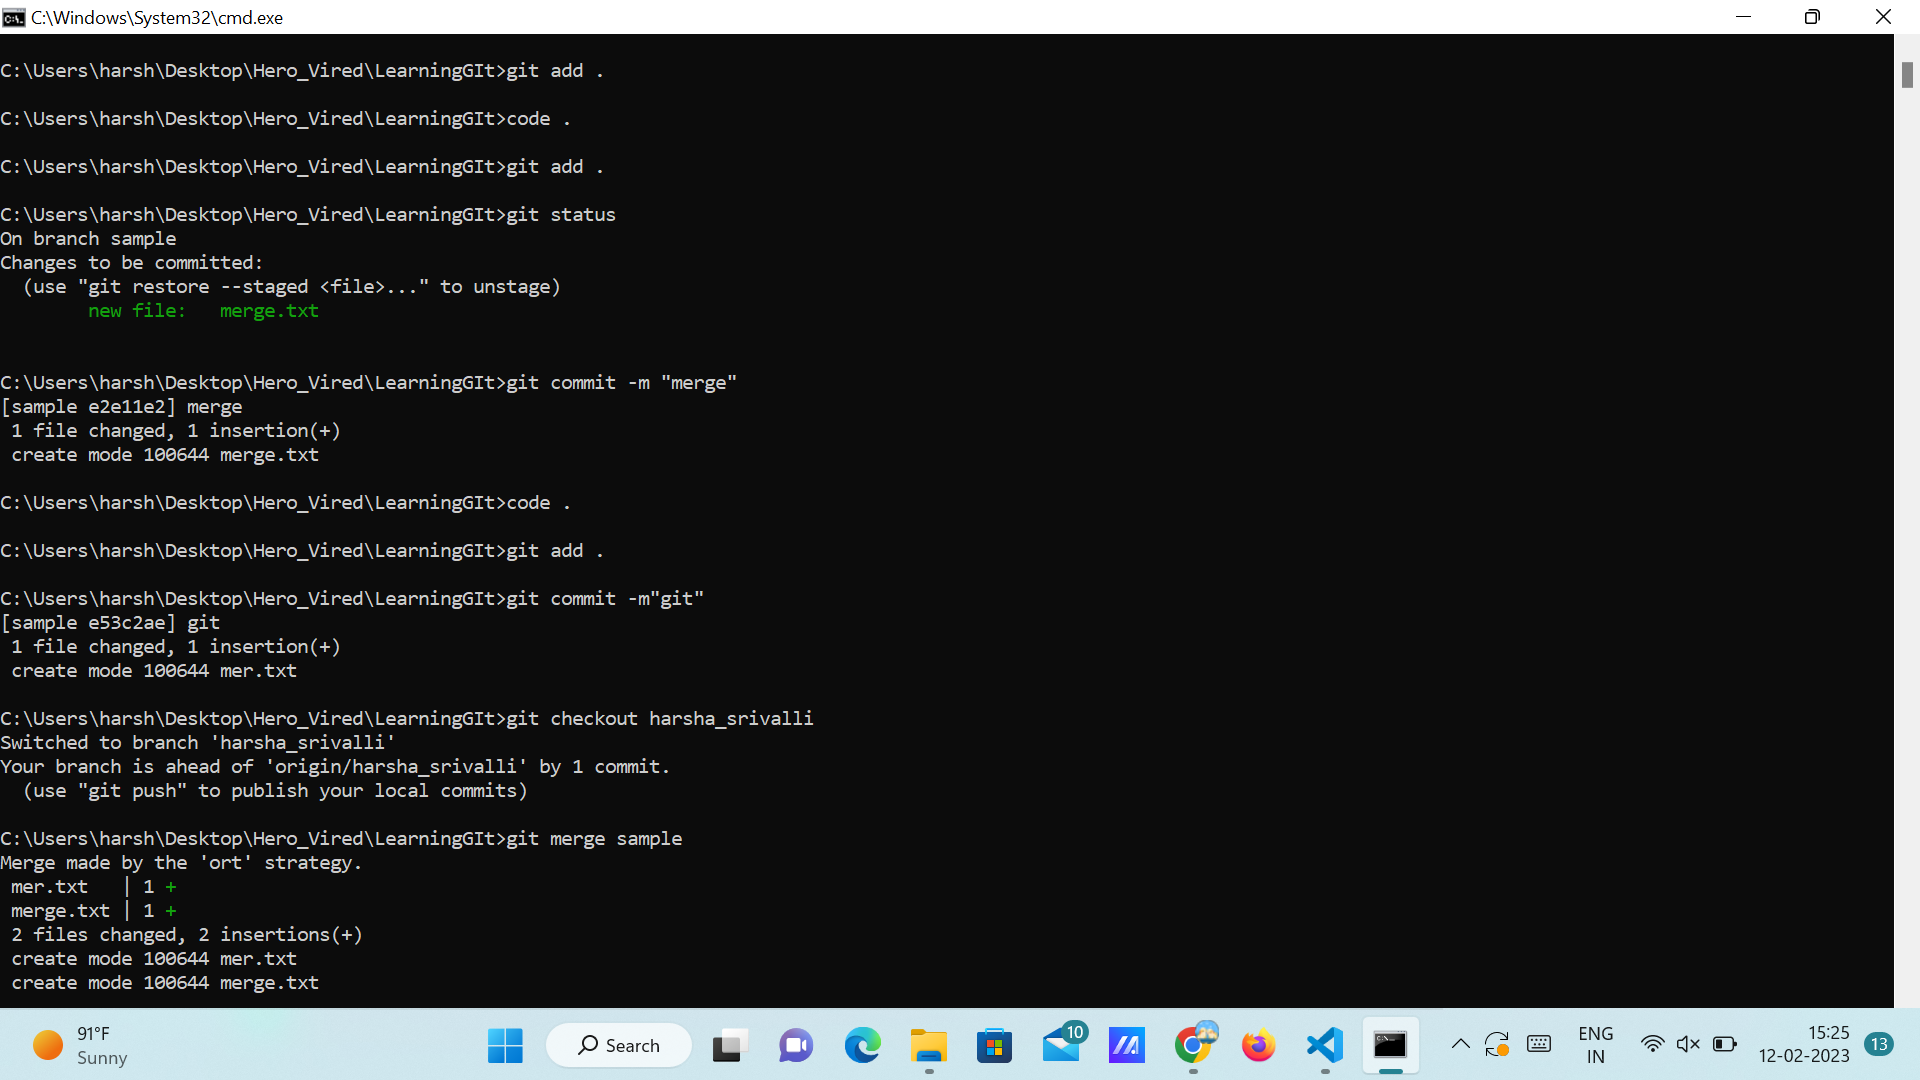 C:\Windows\System32\cmd.exe
C:\Users\harsh\Desktop\Hero_Vired\LearningGIt>git add .
C:\Users\harsh\Desktop\Hero_Vired\LearningGIt>code .
C:\Users\harsh\Desktop\Hero_Vired\LearningGIt>git add .
C:\Users\harsh\Desktop\Hero_Vired\LearningGIt>git status
On branch sample
Changes to be committed:
  (use "git restore --staged <file>..." to unstage)
        new file:   merge.txt
C:\Users\harsh\Desktop\Hero_Vired\LearningGIt>git commit -m "merge"
[sample e2e11e2] merge
 1 file changed, 1 insertion(+)
 create mode 100644 merge.txt
C:\Users\harsh\Desktop\Hero_Vired\LearningGIt>code .
C:\Users\harsh\Desktop\Hero_Vired\LearningGIt>git add .
C:\Users\harsh\Desktop\Hero_Vired\LearningGIt>git commit -m"git"
[sample e53c2ae] git
 1 file changed, 1 insertion(+)
 create mode 100644 mer.txt
C:\Users\harsh\Desktop\Hero_Vired\LearningGIt>git checkout harsha_srivalli
Switched to branch 'harsha_srivalli'
Your branch is ahead of 'origin/harsha_srivalli' by 1 commit.
  (use "git push" to publish your local commits)
C:\Users\harsh\Desktop\Hero_Vired\LearningGIt>git merge sample
Merge made by the 'ort' strategy.
 mer.txt   | 1 +
 merge.txt | 1 +
 2 files changed, 2 insertions(+)
 create mode 100644 mer.txt
 create mode 100644 merge.txt
91°F
Sunny
Search
10
ENG
IN
15:25
12-02-2023
13